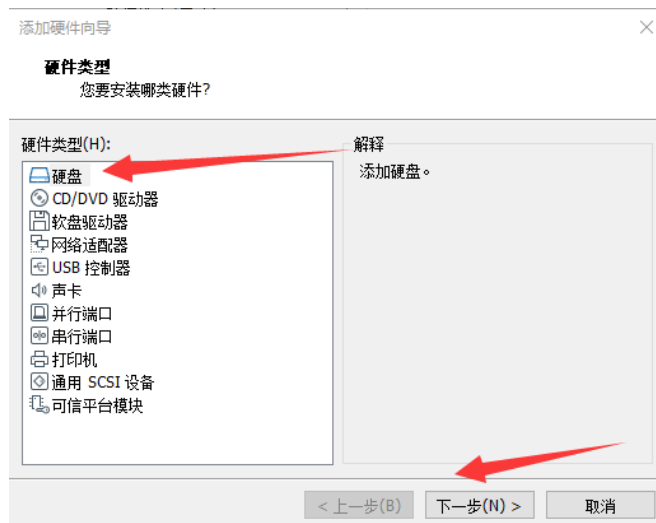 添加硬件向导
硬件类型
您要安装哪类硬件?
硬件类型(H):
硬盘
CD/DVD 驱动器
软盘驱动器
网络适配器
USB 控制器
声卡
并行端口
串行端口
打印机
通用 SCSI 设备
可信平台模块
解释
添加硬盘。
< 上一步(B)
下一步(N) >
取消